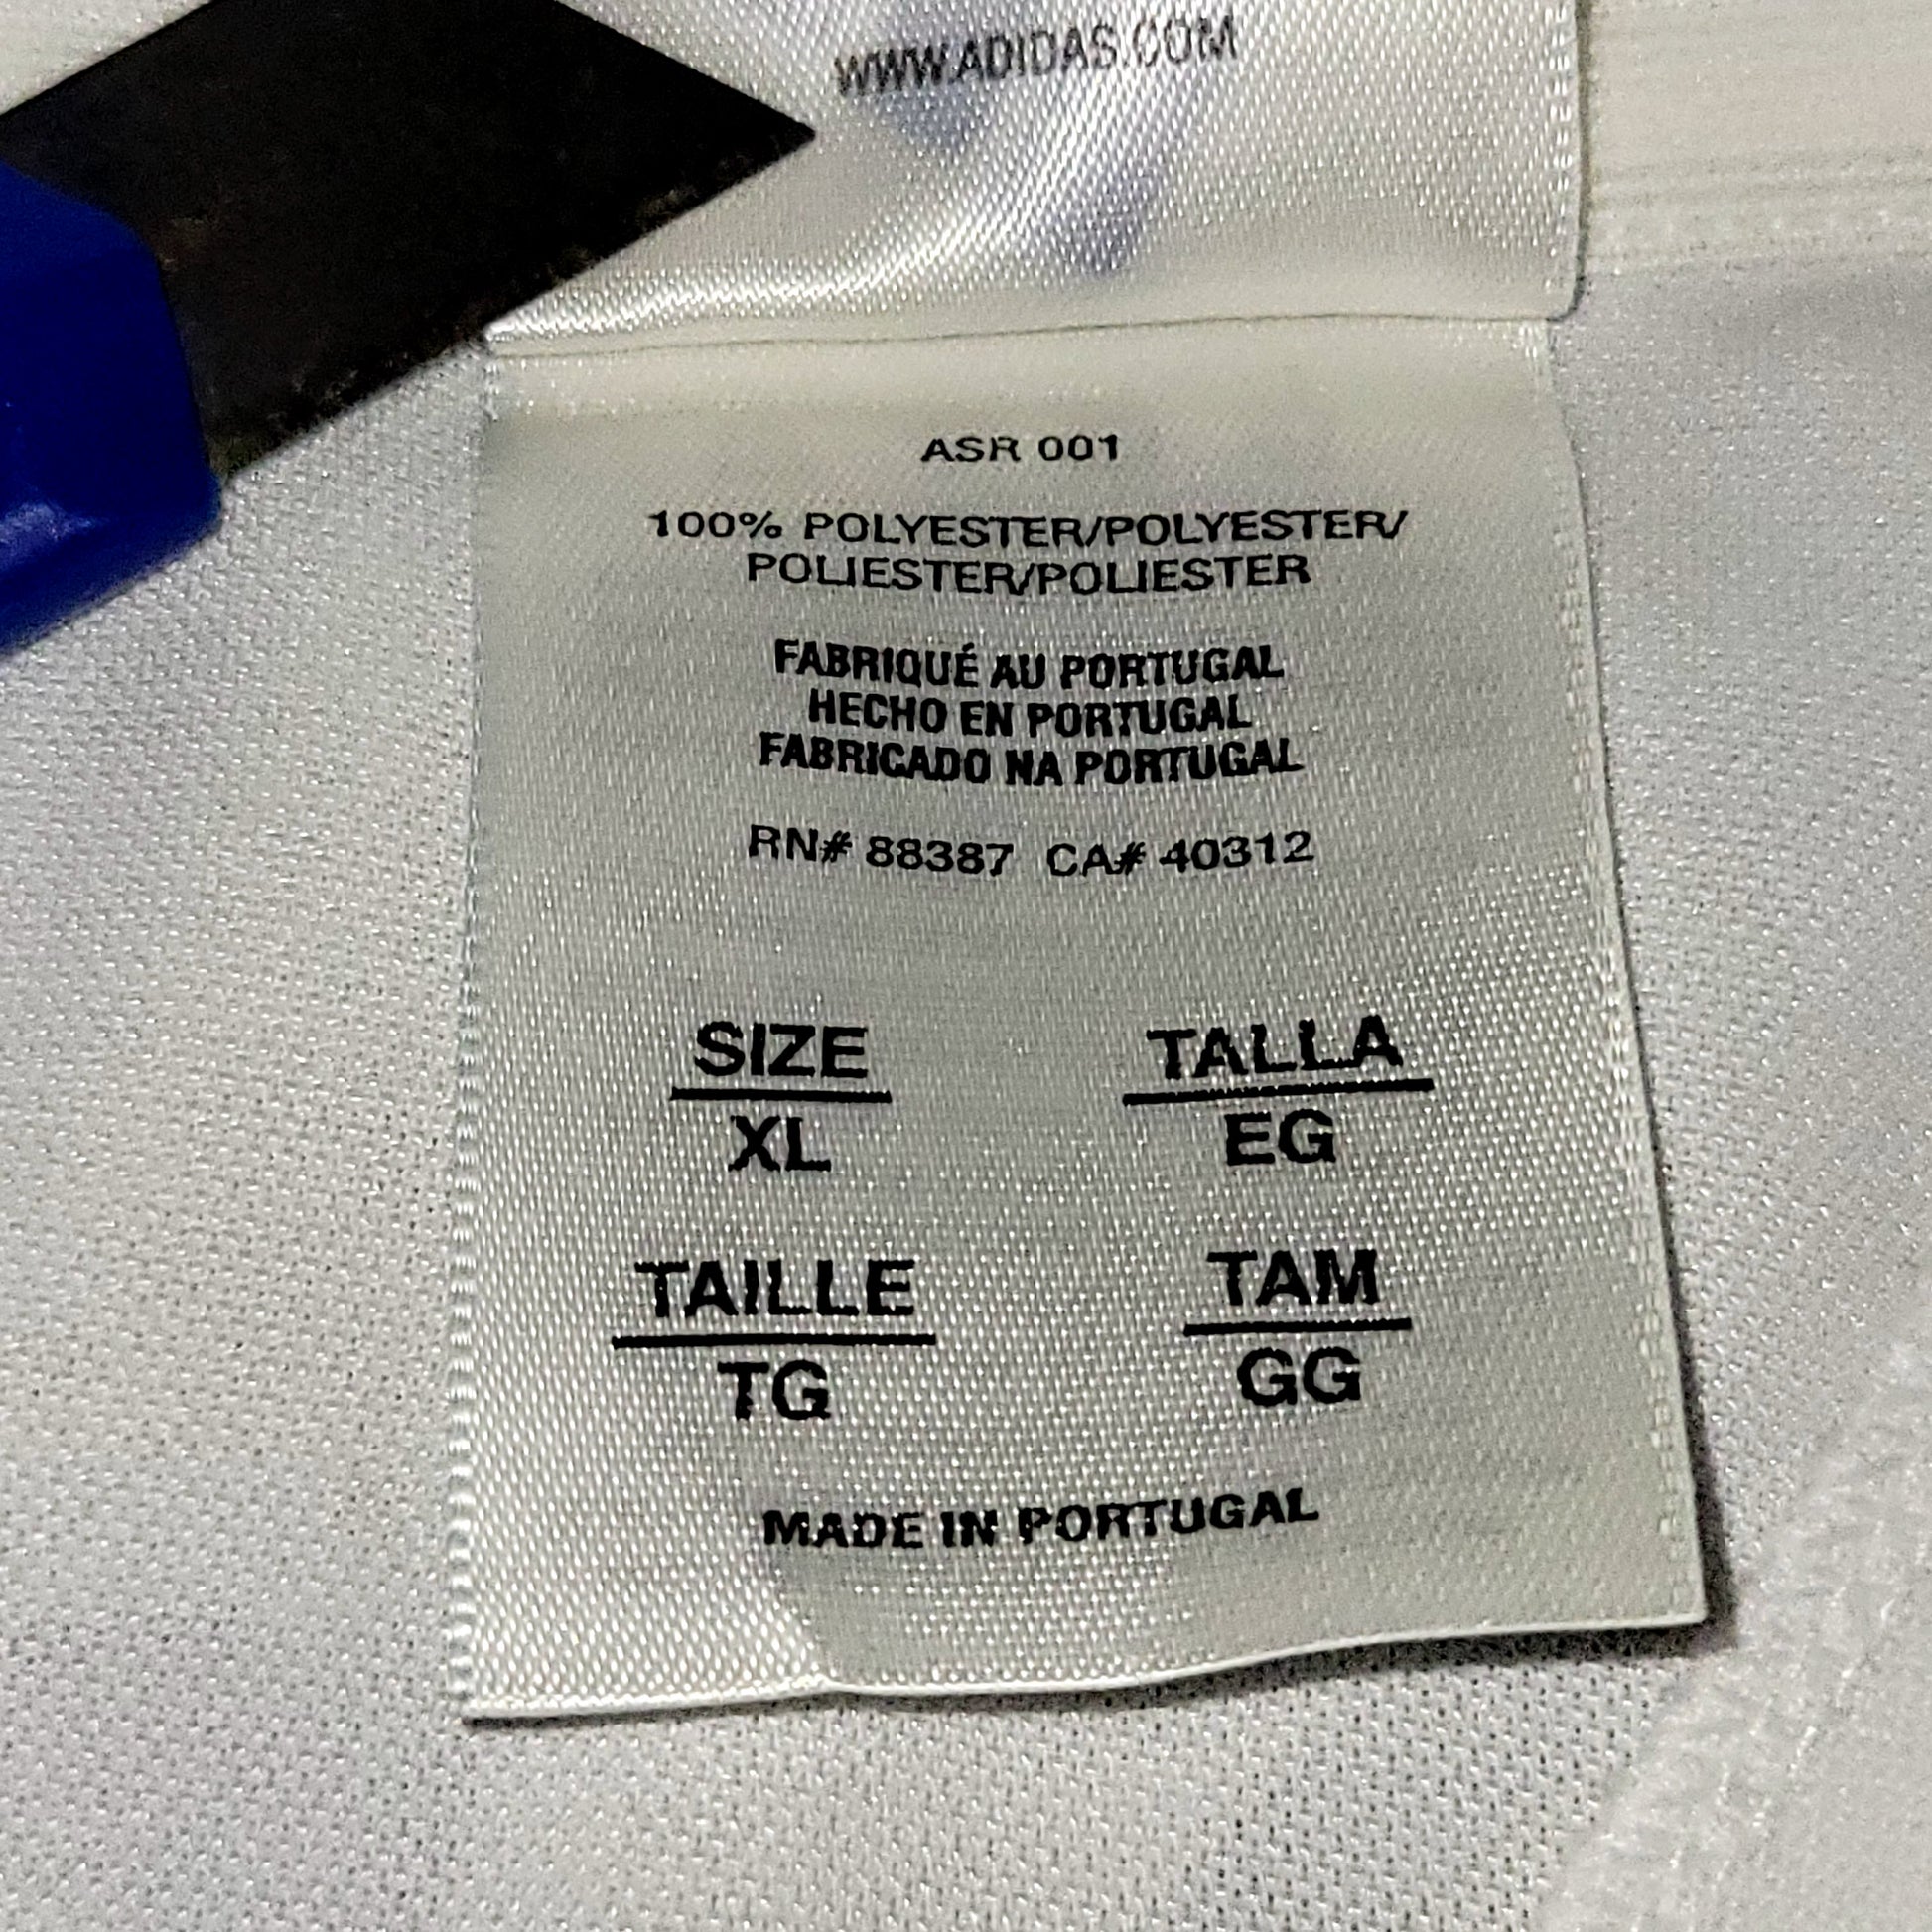 WWW.ADIDAS.COM
ASR 001
100% POLYESTER/POLYESTER/
POLIESTER/POLIESTER
FABRIQUÉ AU PORTUGAL
HECHO EN PORTUGAL
FABRICADO NA PORTUGAL
RN# 88387 CA# 40312
SIZE TALLA
XL EG
TAILLE TAM
TG GG
MADE IN PORTUGAL